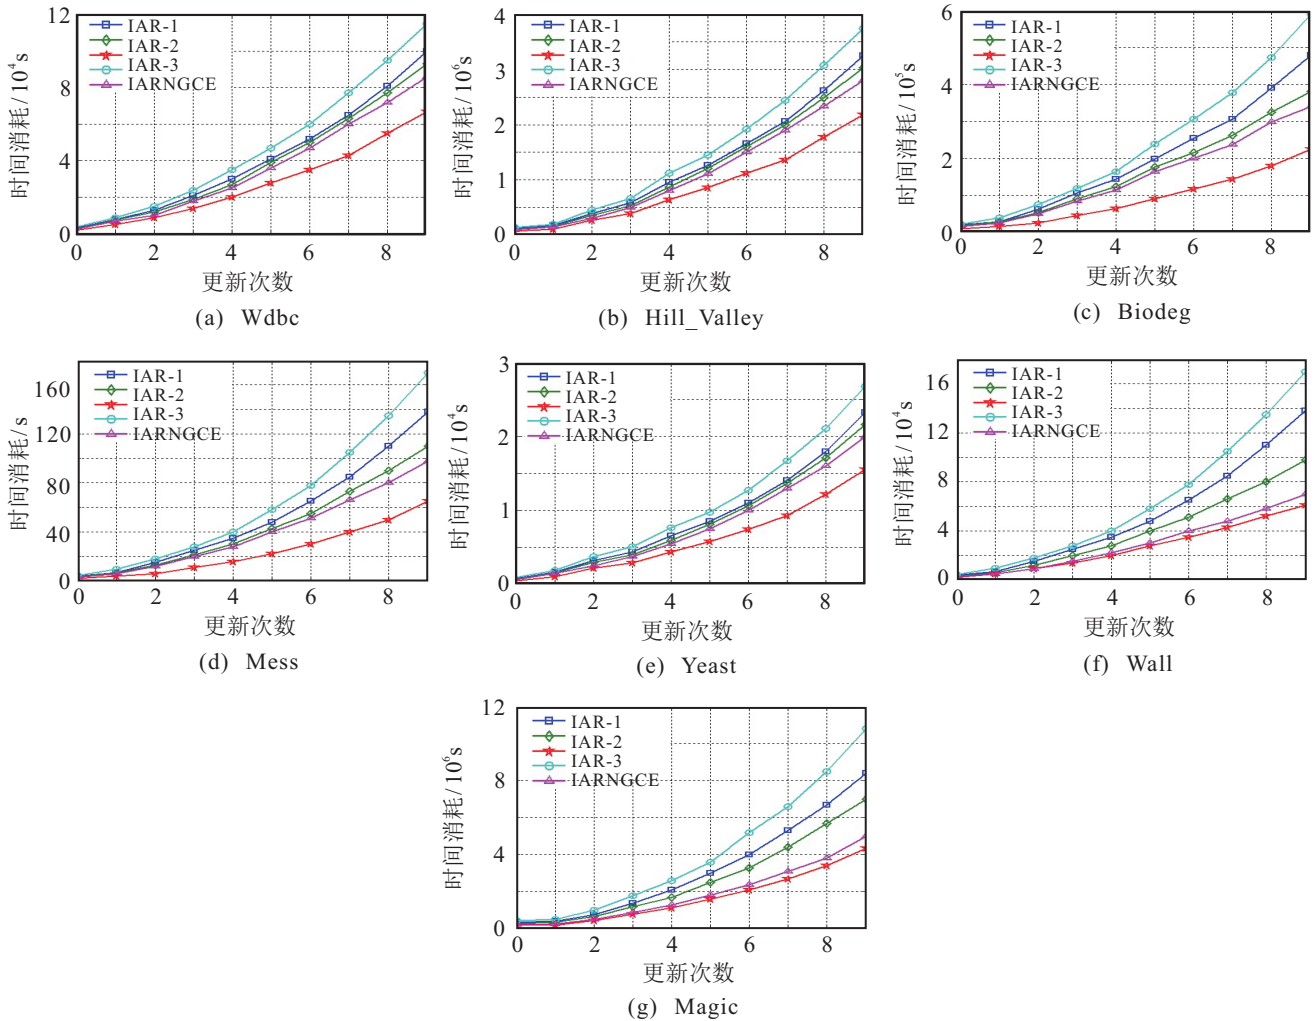 12
8
4
0
时间消耗/10⁴s
IAR-1
IAR-2
IAR-3
IARNGCE
0 2 4 6 8
更新次数
(a) Wdbc
4
3
2
1
0
时间消耗/10⁶s
IAR-1
IAR-2
IAR-3
IARNGCE
0 2 4 6 8
更新次数
(b) Hill_Valley
6
4
2
0
时间消耗/10⁵s
IAR-1
IAR-2
IAR-3
IARNGCE
0 2 4 6 8
更新次数
(c) Biodeg
160
120
80
40
0
时间消耗/s
IAR-1
IAR-2
IAR-3
IARNGCE
0 2 4 6 8
更新次数
(d) Mess
3
2
1
0
时间消耗/10⁴s
IAR-1
IAR-2
IAR-3
IARNGCE
0 2 4 6 8
更新次数
(e) Yeast
16
12
8
4
0
时间消耗/10⁴s
IAR-1
IAR-2
IAR-3
IARNGCE
0 2 4 6 8
更新次数
(f) Wall
12
8
4
0
时间消耗/10⁶s
IAR-1
IAR-2
IAR-3
IARNGCE
0 2 4 6 8
更新次数
(g) Magic